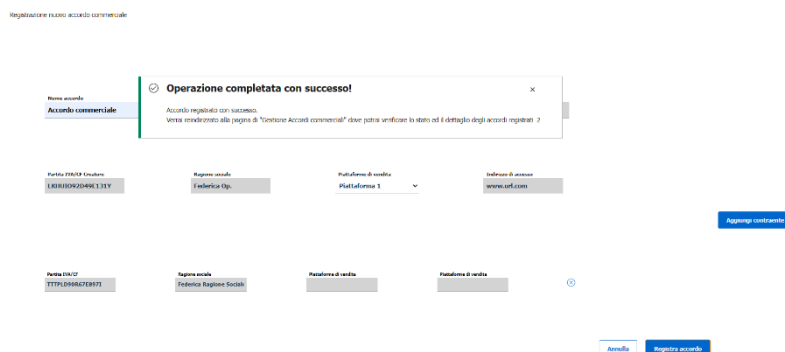 Registrazione nuovo accordo commerciale
Operazione completata con successo!
Accordo registrato con successo.
Verrai reindirizzato alla pagina di "Gestione Accordi commerciali" dove potrai verificare lo stato ed il dettaglio degli accordi registrati 2
Nome accordo
Accordo commerciale
Partita IVA/CF Creatore Ragione sociale Piattaforma di vendita Indirizzo di accesso
Federica Op. Piattaforma 1 www.url.com
Aggiungi contraente
Partita IVA/CF Ragione sociale Piattaforma di vendita Piattaforma di vendita
TTTPLD90R67E897I Federica Ragione Sociale
Annulla Registra accordo